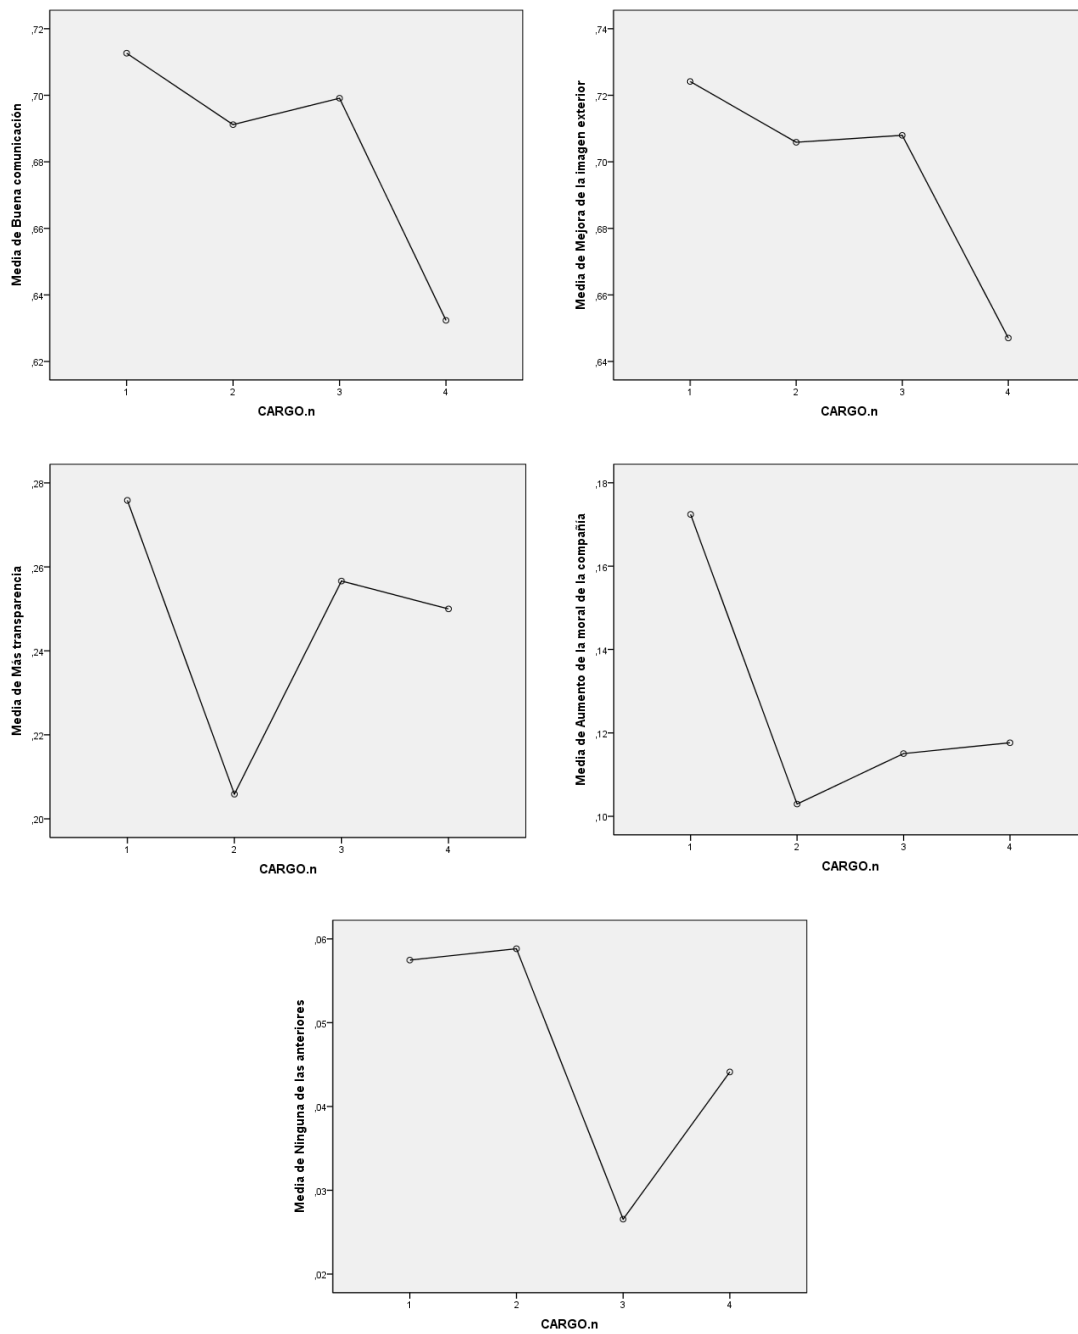 Media de Buena comunicación
,72
,70
,68
,66
,64
,62
1 2 3 4
CARGO.n
Media de Mejora de la imagen exterior
,74
,72
,70
,68
,66
,64
1 2 3 4
CARGO.n
Media de Más transparencia
,28
,26
,24
,22
,20
1 2 3 4
CARGO.n
Media de Aumento de la moral de la compañía
,18
,16
,14
,12
,10
1 2 3 4
CARGO.n
Media de Ninguna de las anteriores
,06
,05
,04
,03
,02
1 2 3 4
CARGO.n